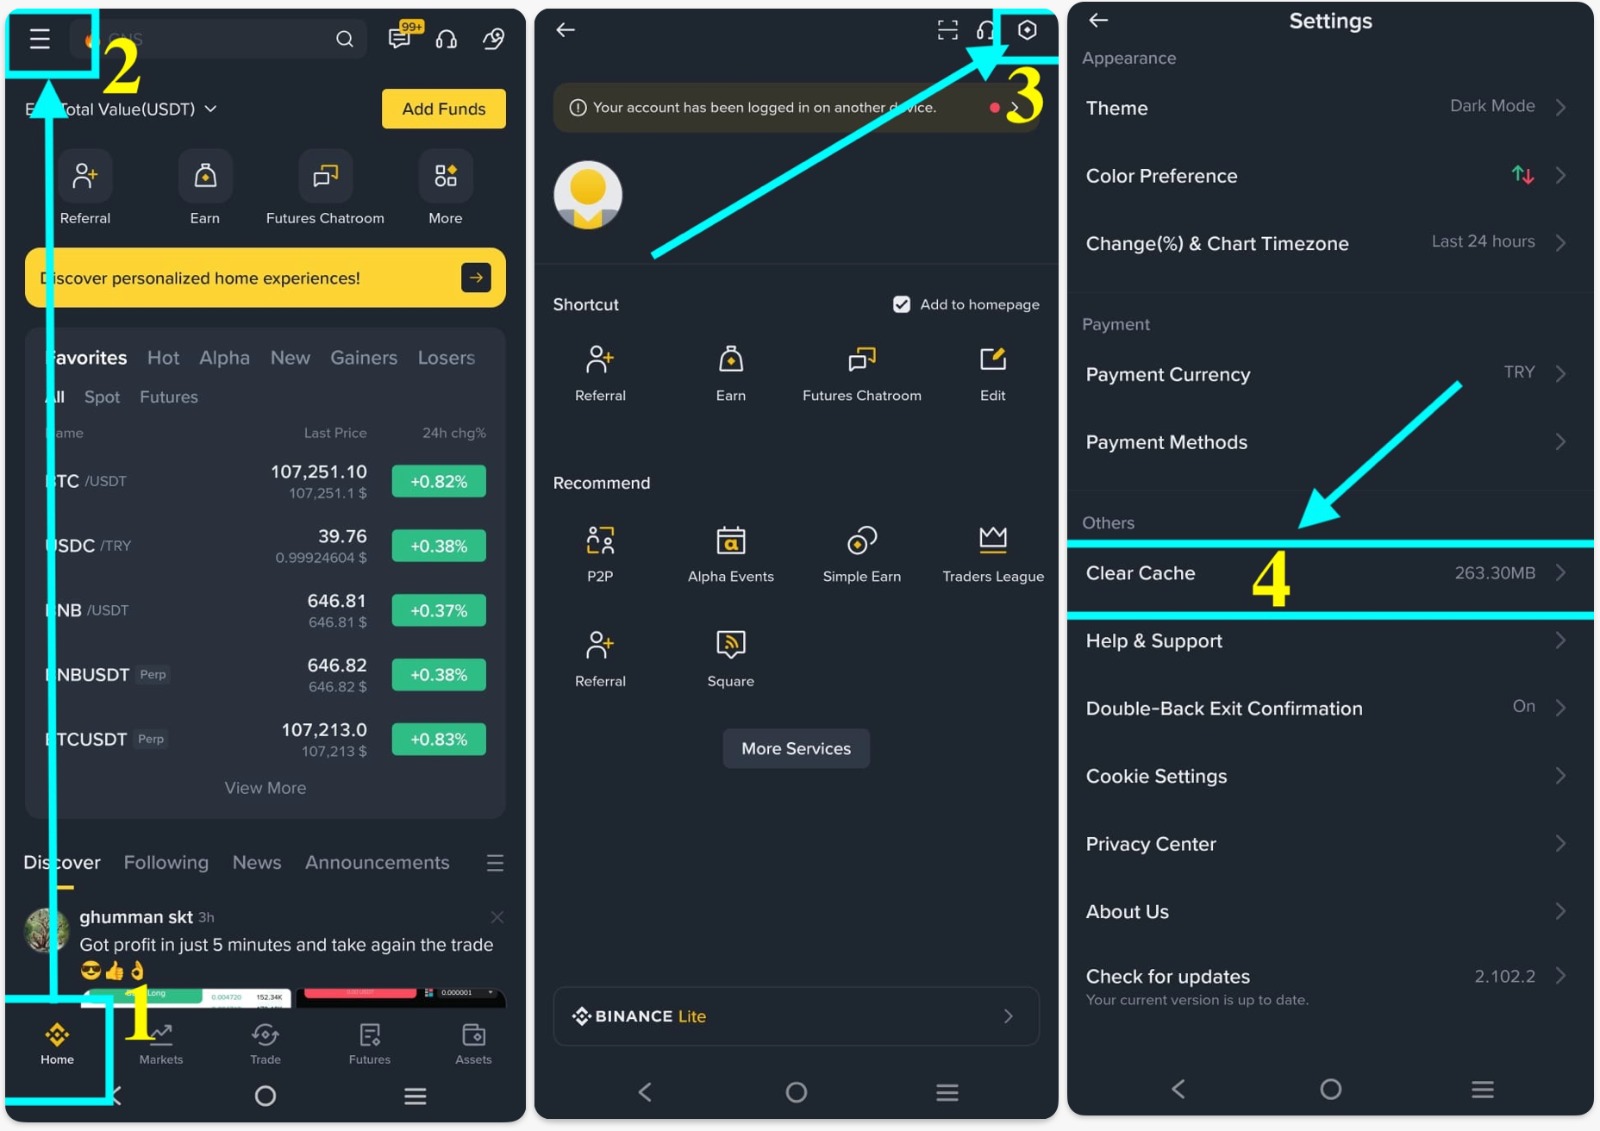 2
99+
Total Value(USDT)
Add Funds
Referral
Earn
Futures Chatroom
More
Discover personalized home experiences!
Favorites Hot Alpha New Gainers Losers
All Spot Futures
Name Last Price 24h chg%
BTC /USDT 107,251.10 +0.82%
107,251.1 $
USDC /TRY 39.76 +0.38%
0.99924604 $
BNB /USDT 646.81 +0.37%
646.81 $
BNBUSDT Perp 646.82 +0.38%
646.82 $
BTCUSDT Perp 107,213.0 +0.83%
107,213 $
View More
Discover Following News Announcements
ghumman skt 3h
Got profit in just 5 minutes and take again the trade
😎👍👌
Long 0.004720 152.34K 0.000001
1
Home Markets Trade Futures Assets
3
Your account has been logged in on another device.
Shortcut
Add to homepage
Referral Earn Futures Chatroom Edit
Recommend
P2P Alpha Events Simple Earn Traders League
Referral Square
More Services
BINANCE Lite
Settings
Appearance
Theme Dark Mode
Color Preference
Change(%) & Chart Timezone Last 24 hours
Payment
Payment Currency TRY
Payment Methods
Others
Clear Cache 4 263.30MB
Help & Support
Double-Back Exit Confirmation On
Cookie Settings
Privacy Center
About Us
Check for updates 2.102.2
Your current version is up to date.